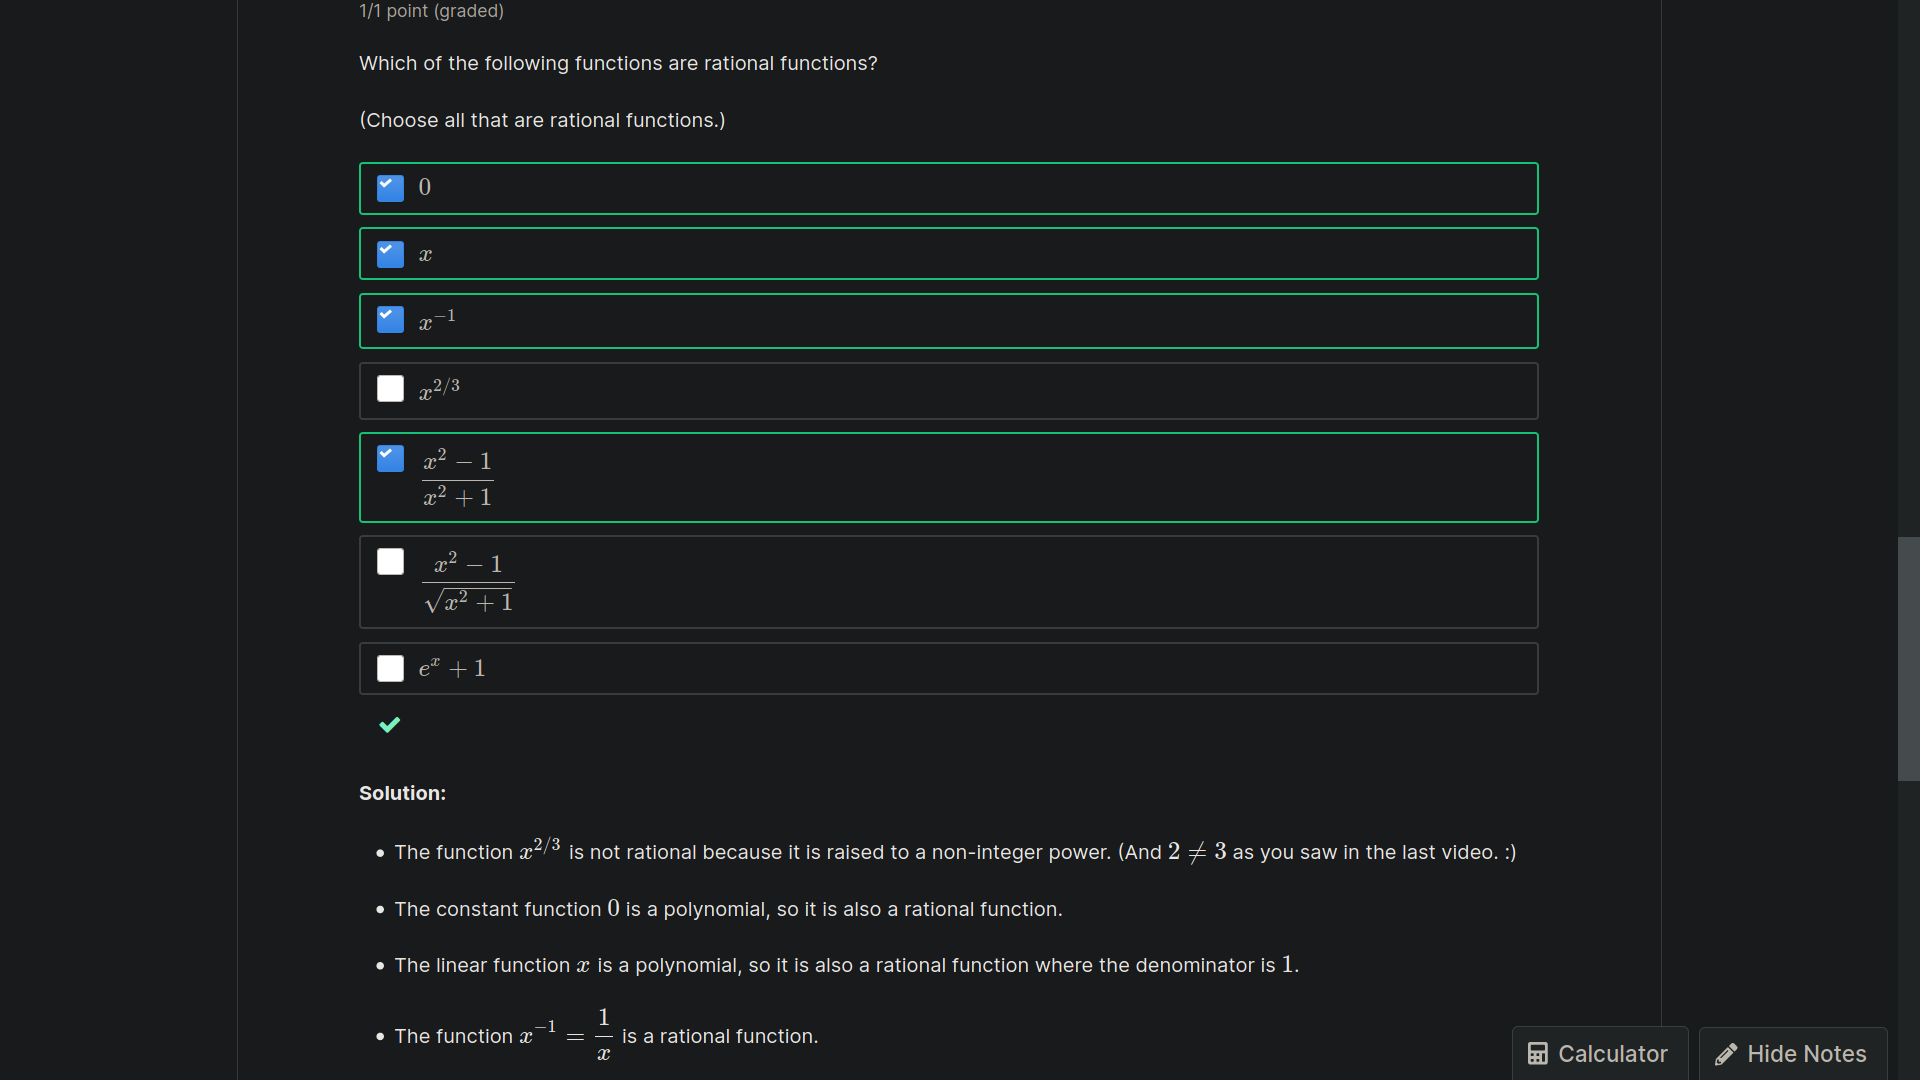 1/1 point (graded)
Which of the following functions are rational functions?
(Choose all that are rational functions.)
0
x
x^{-1}
x^{2/3}
\frac{x^2 - 1}{x^2 + 1}
\frac{x^2 - 1}{\sqrt{x^2 + 1}}
e^x + 1
Solution:
• The function x^{2/3} is not rational because it is raised to a non-integer power. (And 2 ≠ 3 as you saw in the last video. :)
• The constant function 0 is a polynomial, so it is also a rational function.
• The linear function x is a polynomial, so it is also a rational function where the denominator is 1.
• The function x^{-1} = \frac{1}{x} is a rational function.
Calculator
Hide Notes